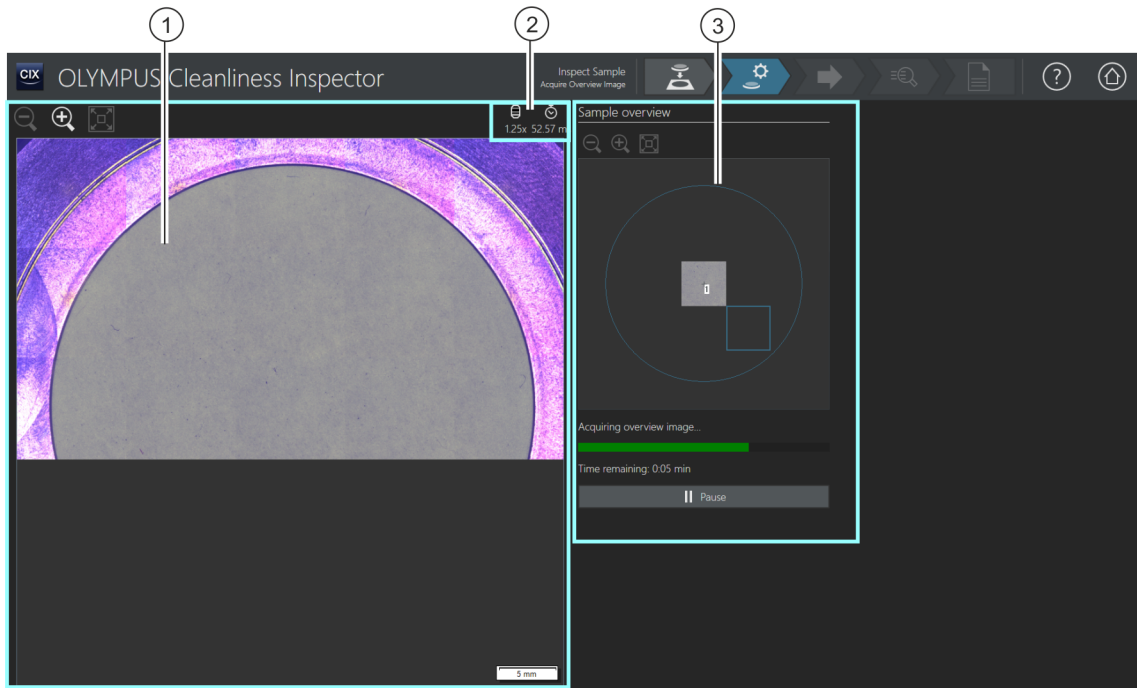 1
2
3
CIX
OLYMPUS Cleanliness Inspector
Inspect Sample
Acquire Overview Image
?
1.25x 52.57 m
Sample overview
1
Acquiring overview image...
Time remaining: 0:05 min
Pause
5 mm